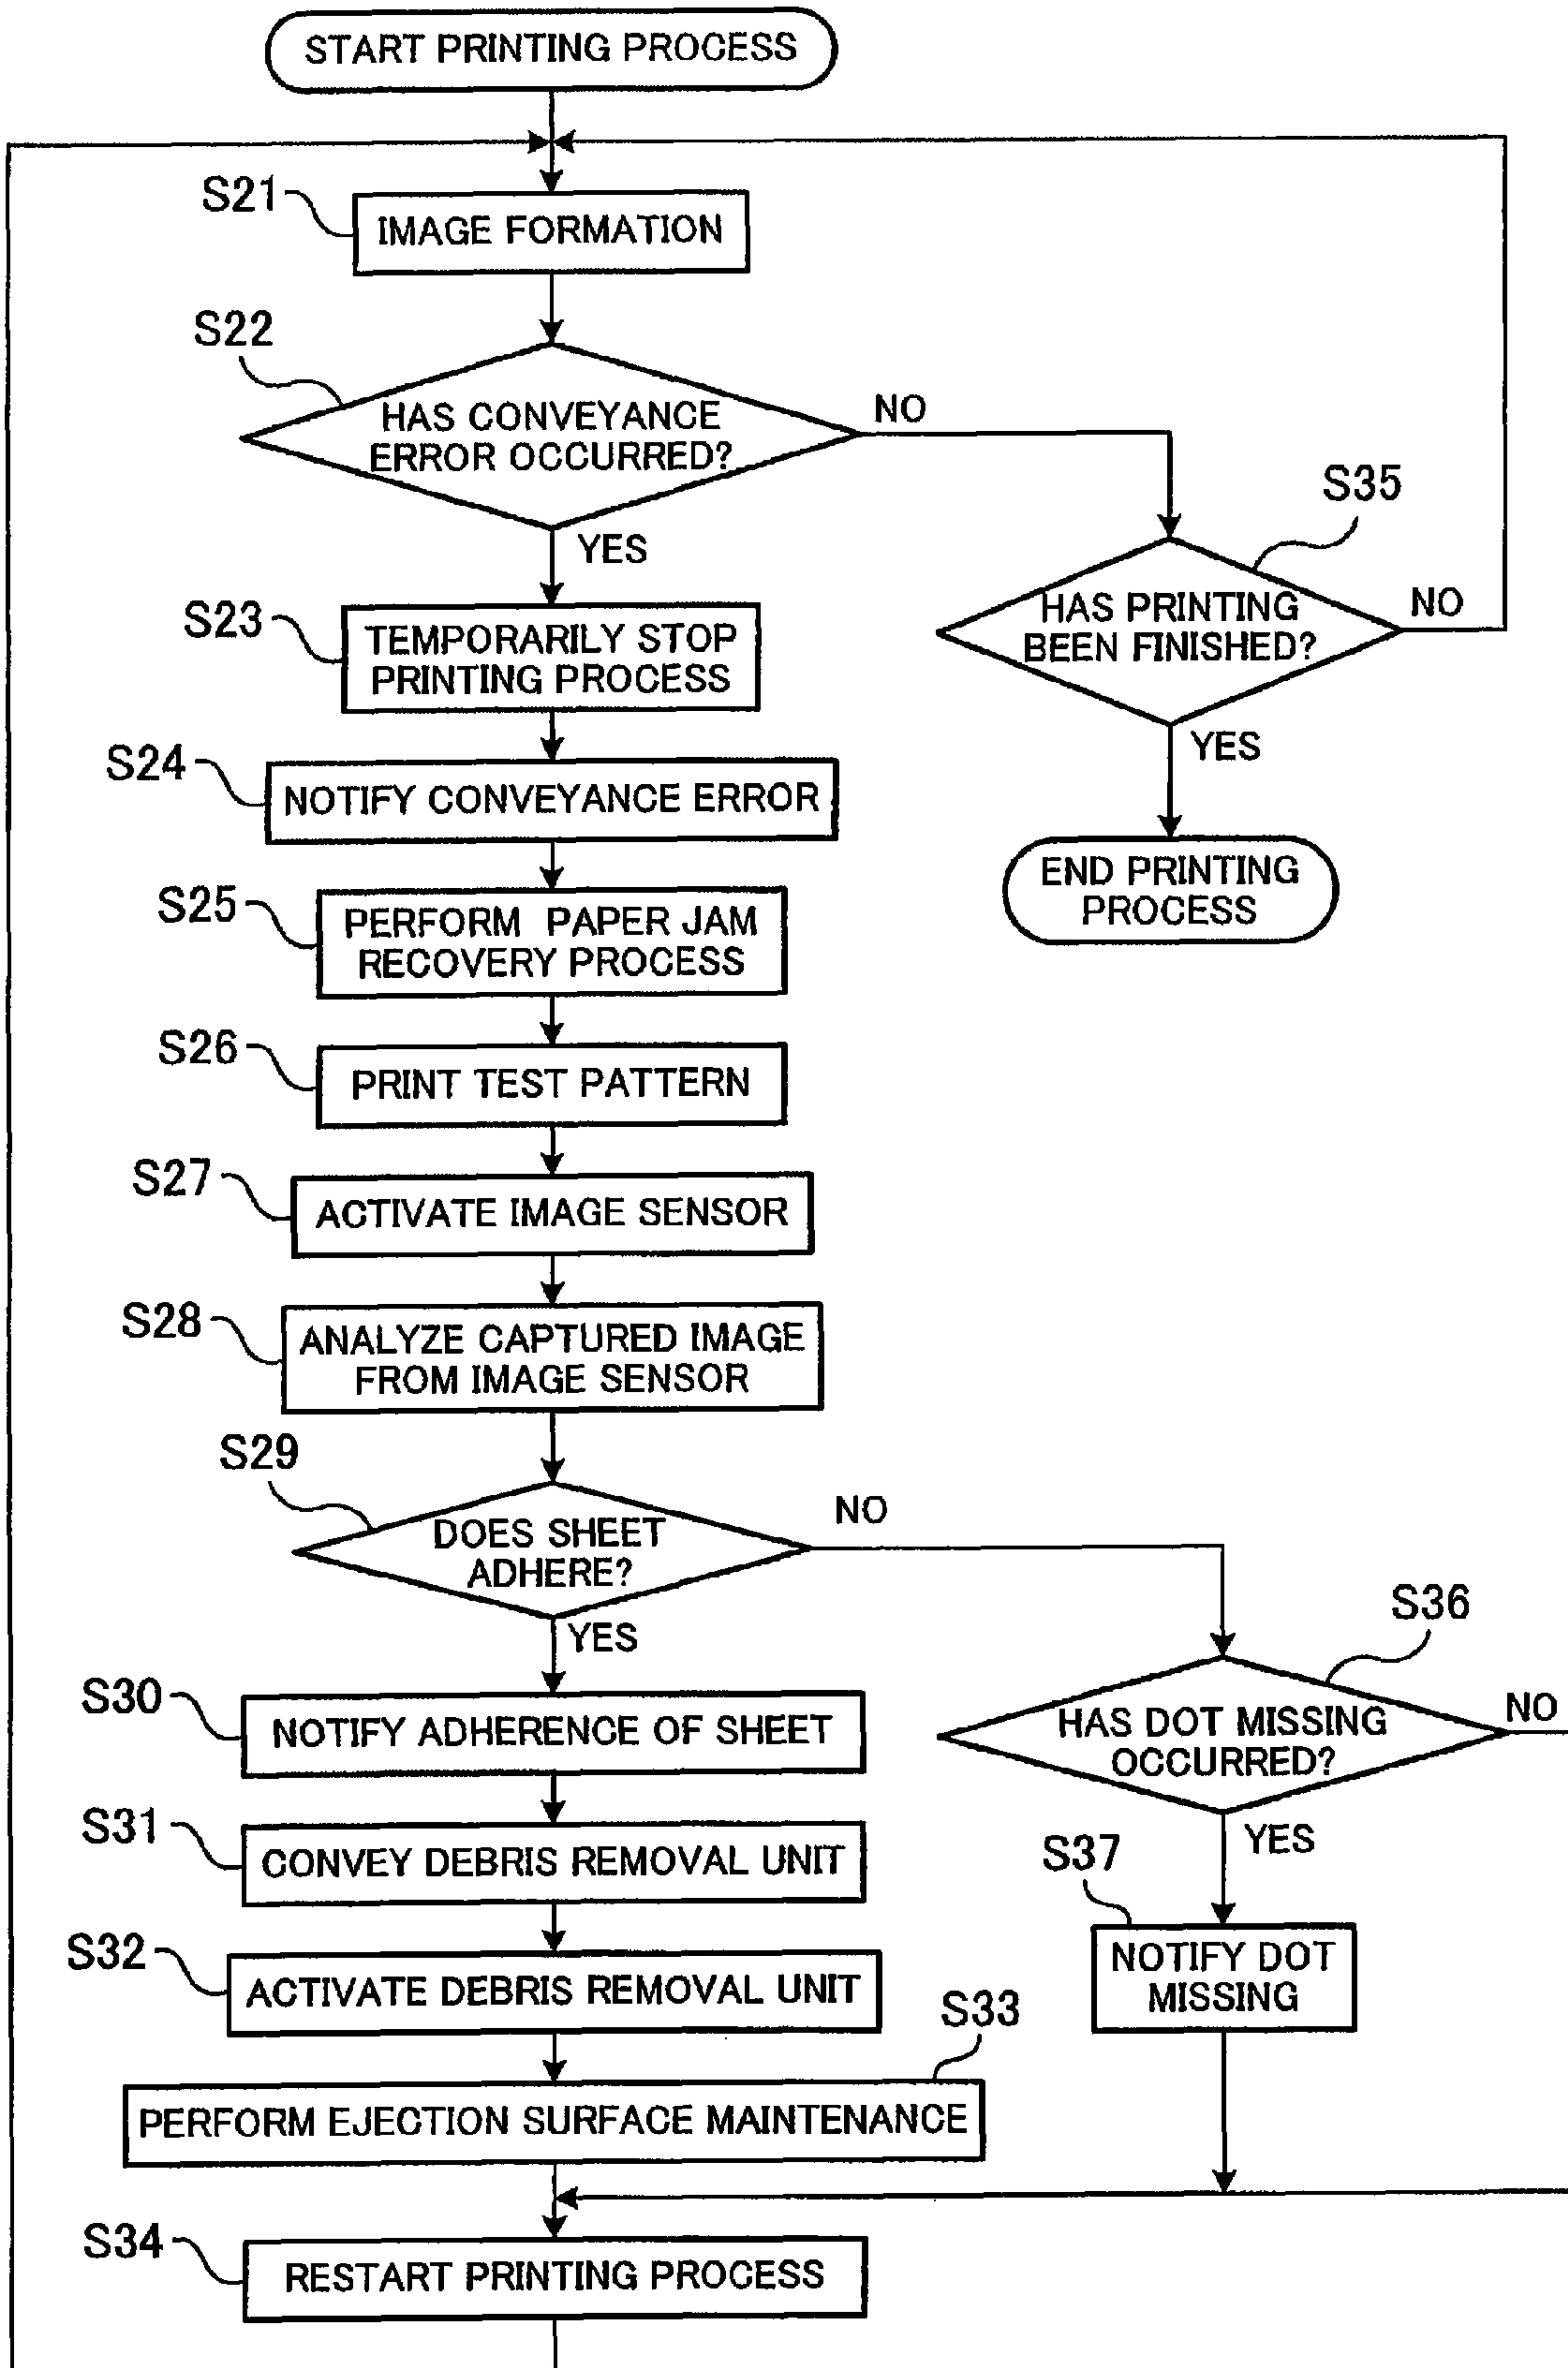 START PRINTING PROCESS
S21
IMAGE FORMATION
S22
HAS CONVEYANCE
ERROR OCCURRED?
NO
YES
S35
HAS PRINTING
BEEN FINISHED?
NO
YES
END PRINTING
PROCESS
S23
TEMPORARILY STOP
PRINTING PROCESS
S24
NOTIFY CONVEYANCE ERROR
S25
PERFORM PAPER JAM
RECOVERY PROCESS
S26
PRINT TEST PATTERN
S27
ACTIVATE IMAGE SENSOR
S28
ANALYZE CAPTURED IMAGE
FROM IMAGE SENSOR
S29
DOES SHEET
ADHERE?
NO
YES
S36
HAS DOT MISSING
OCCURRED?
NO
YES
S37
NOTIFY DOT
MISSING
S30
NOTIFY ADHERENCE OF SHEET
S31
CONVEY DEBRIS REMOVAL UNIT
S32
ACTIVATE DEBRIS REMOVAL UNIT
S33
PERFORM EJECTION SURFACE MAINTENANCE
S34
RESTART PRINTING PROCESS